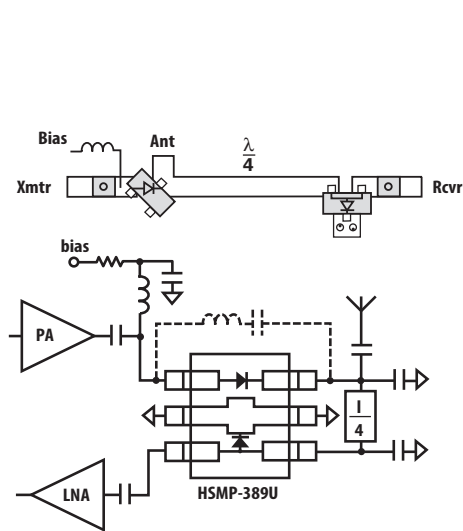 Bias
Ant
λ
4
Xmtr
Rcvr
bias
PA
l
4
LNA
HSMP-389U